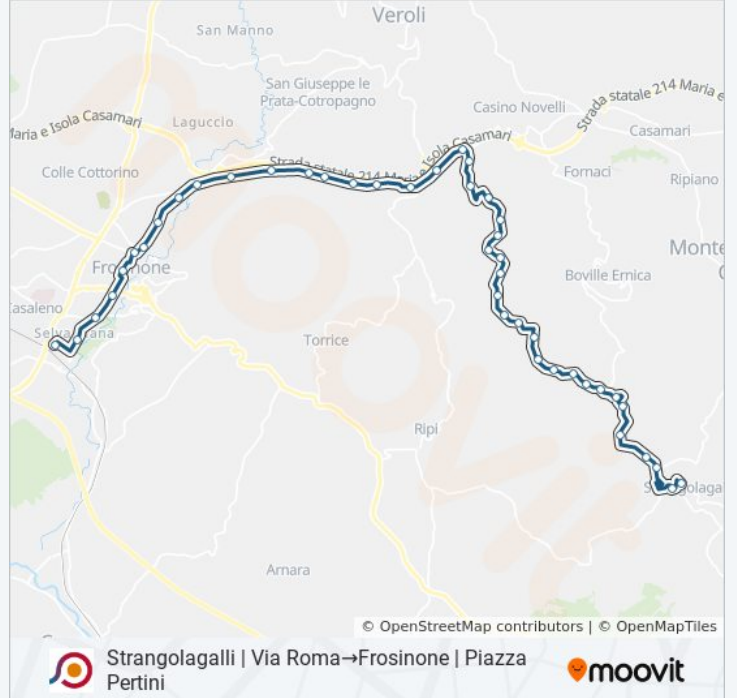 Veroli
San Manno
San Giuseppe le
Prata-Cotropagno
Casino Novelli
Strada statale 214 Maria e
Laguccio
Maria e Isola Casamari
Strada statale 214 Maria e Isola Casamari
Casamari
Colle Cottorino
Fornaci
Ripiano
Monte
Frosinone
Boville Ernica
Casaleno
Torrice
Ripi
Arnara
© OpenStreetMap contributors | © OpenMapTiles
Strangolagalli | Via Roma→Frosinone | Piazza
Pertini
moovit